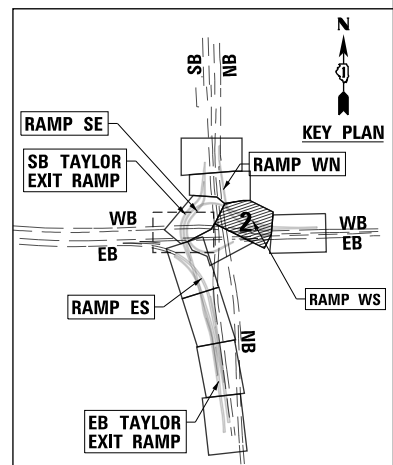 SB
NB
N
1
KEY PLAN
RAMP SE
SB TAYLOR
EXIT RAMP
RAMP WN
WB
EB
2
WB
EB
RAMP ES
RAMP WS
NB
EB TAYLOR
EXIT RAMP